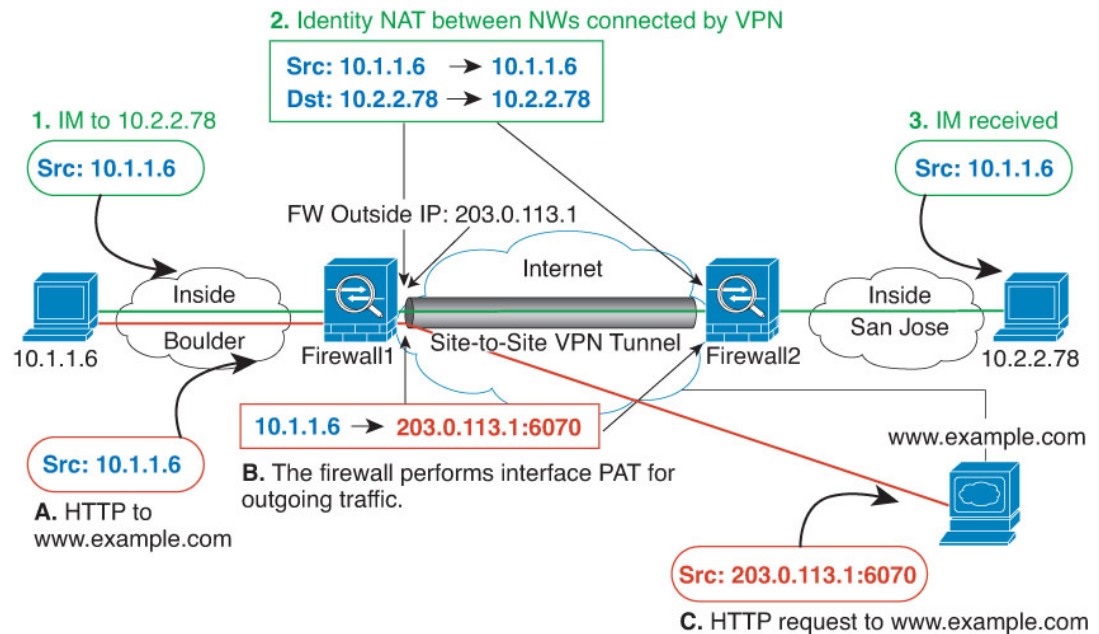 2. Identity NAT between NWs connected by VPN
Src: 10.1.1.6 → 10.1.1.6
Dst: 10.2.2.78 → 10.2.2.78
1. IM to 10.2.2.78
Src: 10.1.1.6
3. IM received
Src: 10.1.1.6
FW Outside IP: 203.0.113.1
Internet
Inside
Boulder
Inside
San Jose
10.1.1.6
Firewall1
Site-to-Site VPN Tunnel
Firewall2
10.2.2.78
10.1.1.6 → 203.0.113.1:6070
www.example.com
Src: 10.1.1.6
B. The firewall performs interface PAT for
outgoing traffic.
A. HTTP to
www.example.com
Src: 203.0.113.1:6070
C. HTTP request to www.example.com